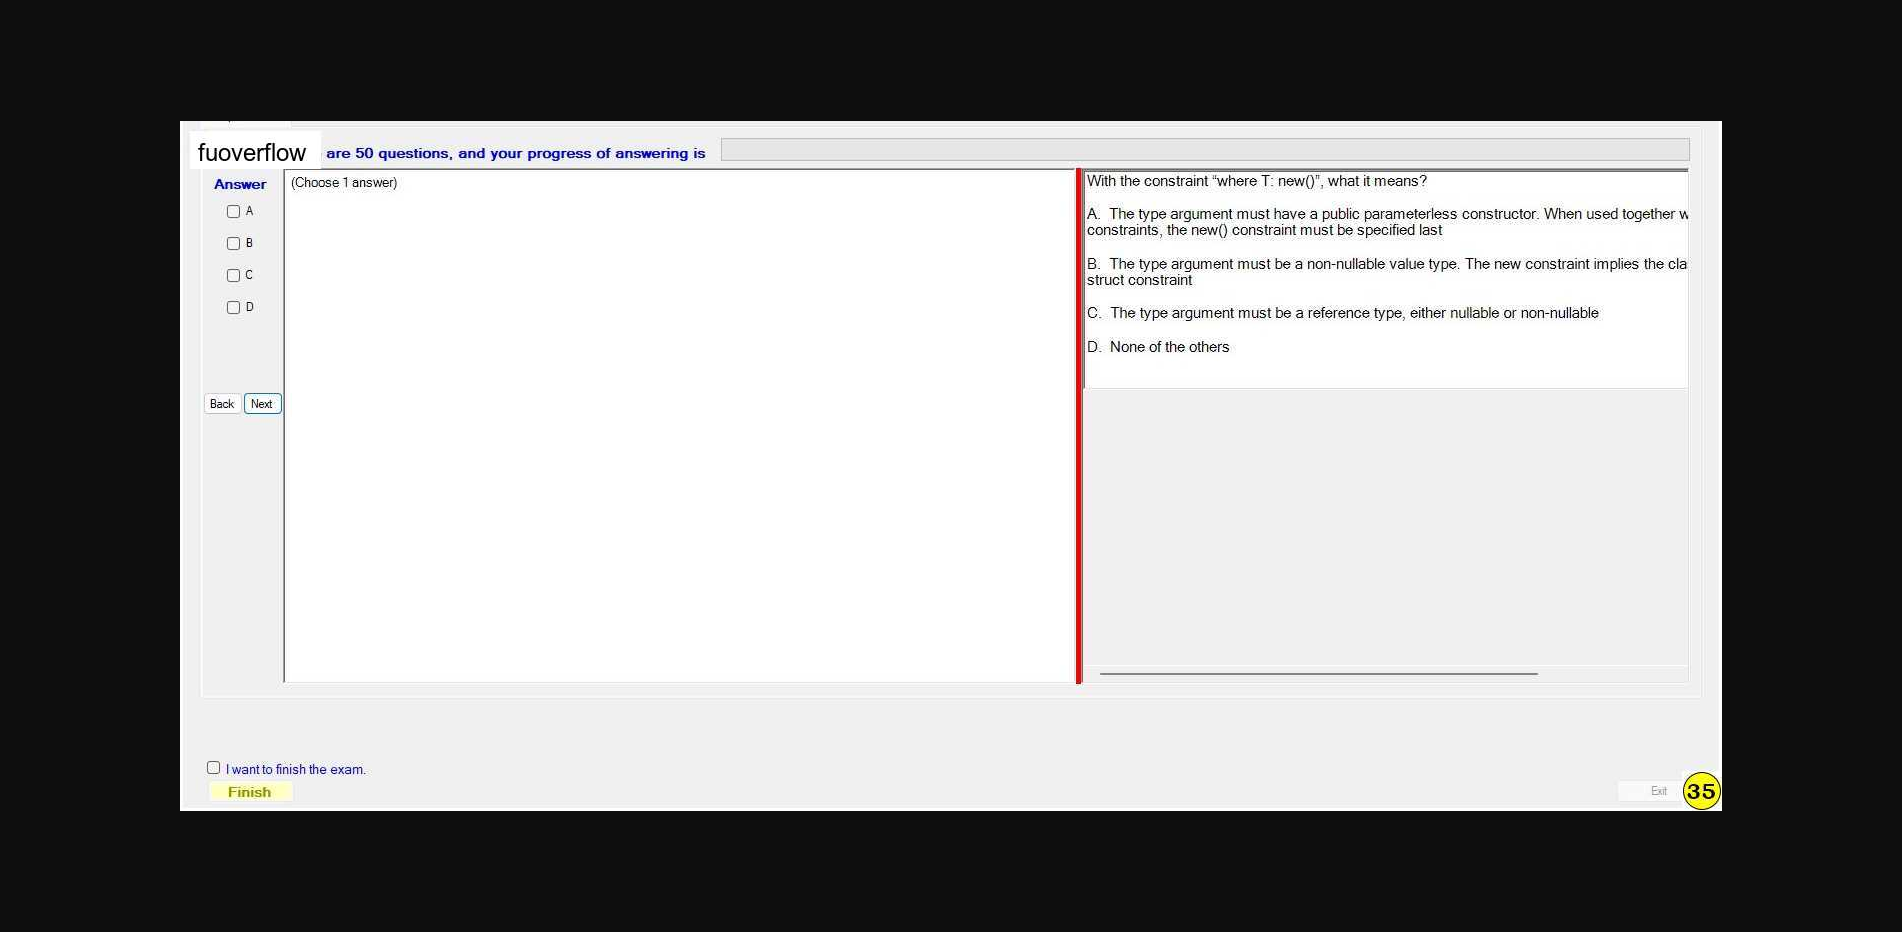 fuoverflow are 50 questions, and your progress of answering is
Answer
A
B
C
D
Back Next
(Choose 1 answer)
With the constraint “where T: new()”, what it means?
A. The type argument must have a public parameterless constructor. When used together
constraints, the new() constraint must be specified last
B. The type argument must be a non-nullable value type. The new constraint implies the
struct constraint
C. The type argument must be a reference type, either nullable or non-nullable
D. None of the others
I want to finish the exam.
Finish
Exit
35